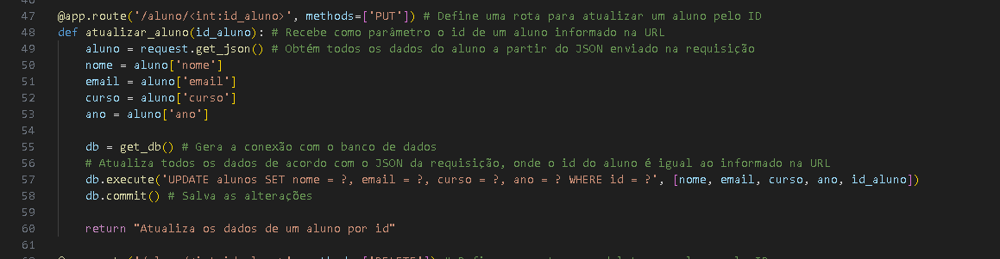 47 @app.route('/aluno/<int:id_aluno>', methods=['PUT']) # Define uma rota para atualizar um aluno pelo ID
48 def atualizar_aluno(id_aluno): # Recebe como parâmetro o id de um aluno informado na URL
49 aluno = request.get_json() # Obtém todos os dados do aluno a partir do JSON enviado na requisição
50 nome = aluno['nome']
51 email = aluno['email']
52 curso = aluno['curso']
53 ano = aluno['ano']
54
55 db = get_db() # Gera a conexão com o banco de dados
56 # Atualiza todos os dados de acordo com o JSON da requisição, onde o id do aluno é igual ao informado na URL
57 db.execute('UPDATE alunos SET nome = ?, email = ?, curso = ?, ano = ? WHERE id = ?', [nome, email, curso, ano, id_aluno])
58 db.commit() # Salva as alterações
59
60 return "Atualiza os dados de um aluno por id"
61